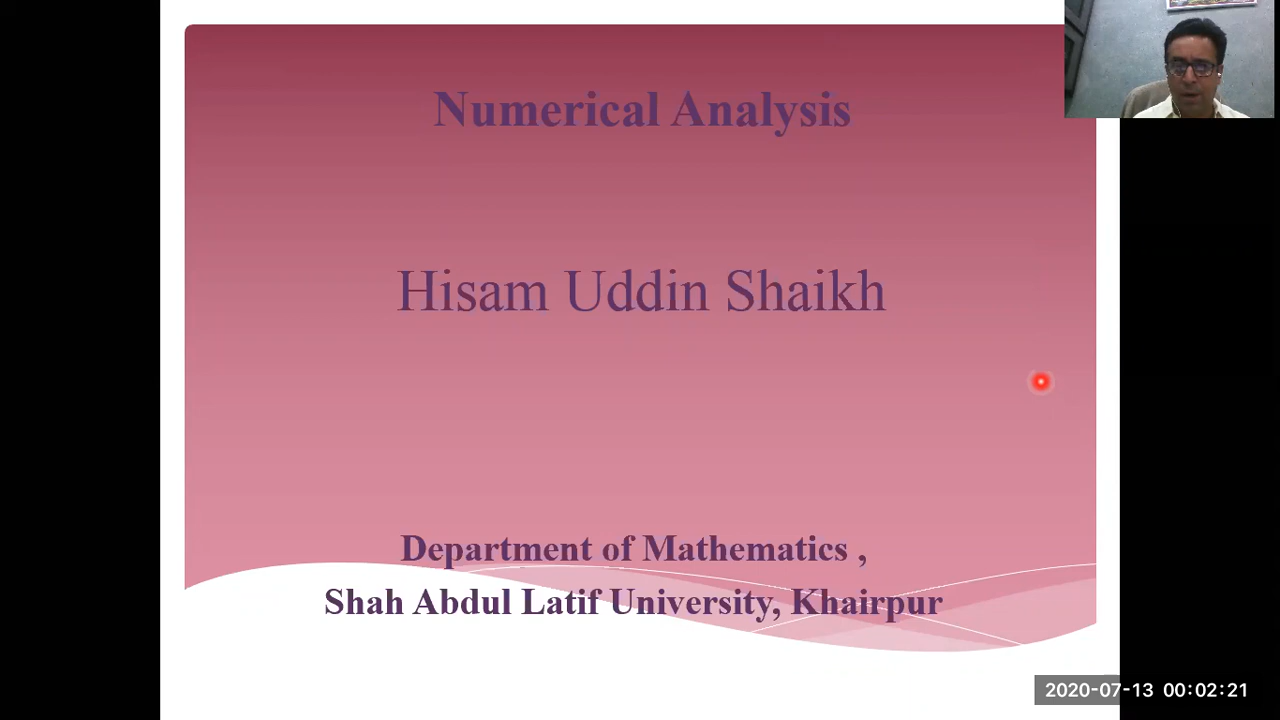 Numerical Analysis
Hisam Uddin Shaikh
Department of Mathematics ,
Shah Abdul Latif University, Khairpur
2020-07-13 00:02:21